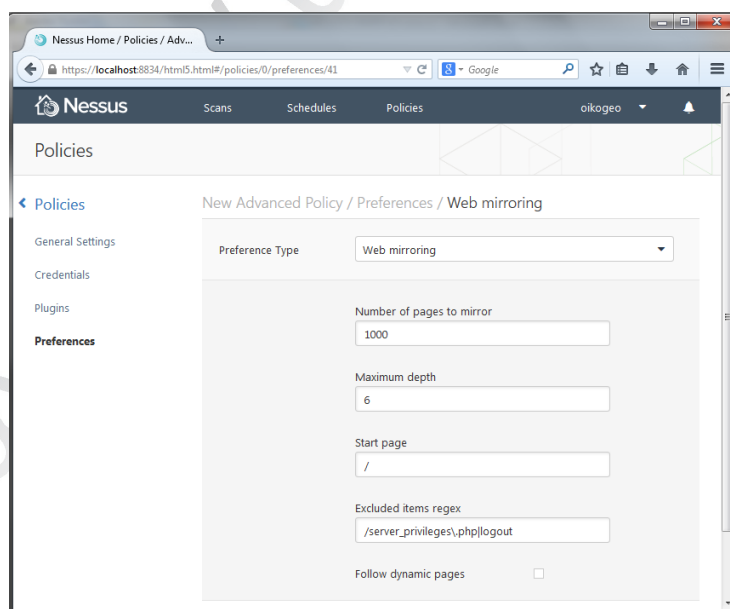 Nessus Home / Policies / Adv...
https://localhost:8834/html5.html#/policies/0/preferences/41
Google
Nessus
Scans
Schedules
Policies
oikogeo
Policies
Policies
New Advanced Policy / Preferences / Web mirroring
General Settings
Preference Type
Web mirroring
Credentials
Plugins
Number of pages to mirror
1000
Preferences
Maximum depth
6
Start page
/
Excluded items regex
/server_privileges\.php|logout
Follow dynamic pages